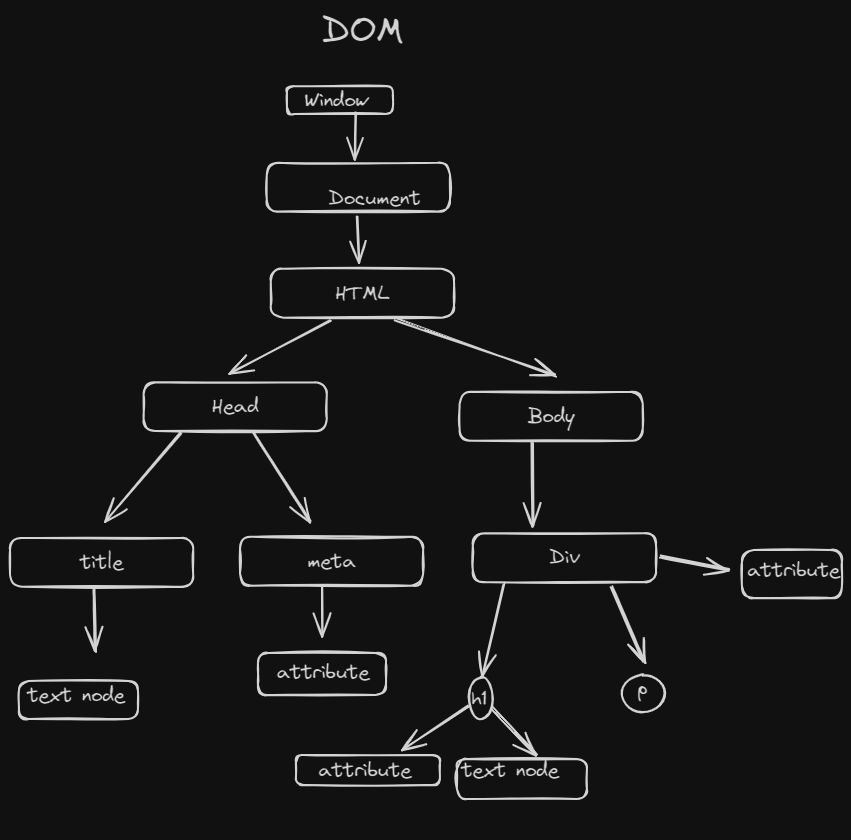 DOM
Window
Document
HTML
Head
Body
title
meta
Div
attribute
text node
attribute
h1
p
attribute
text node